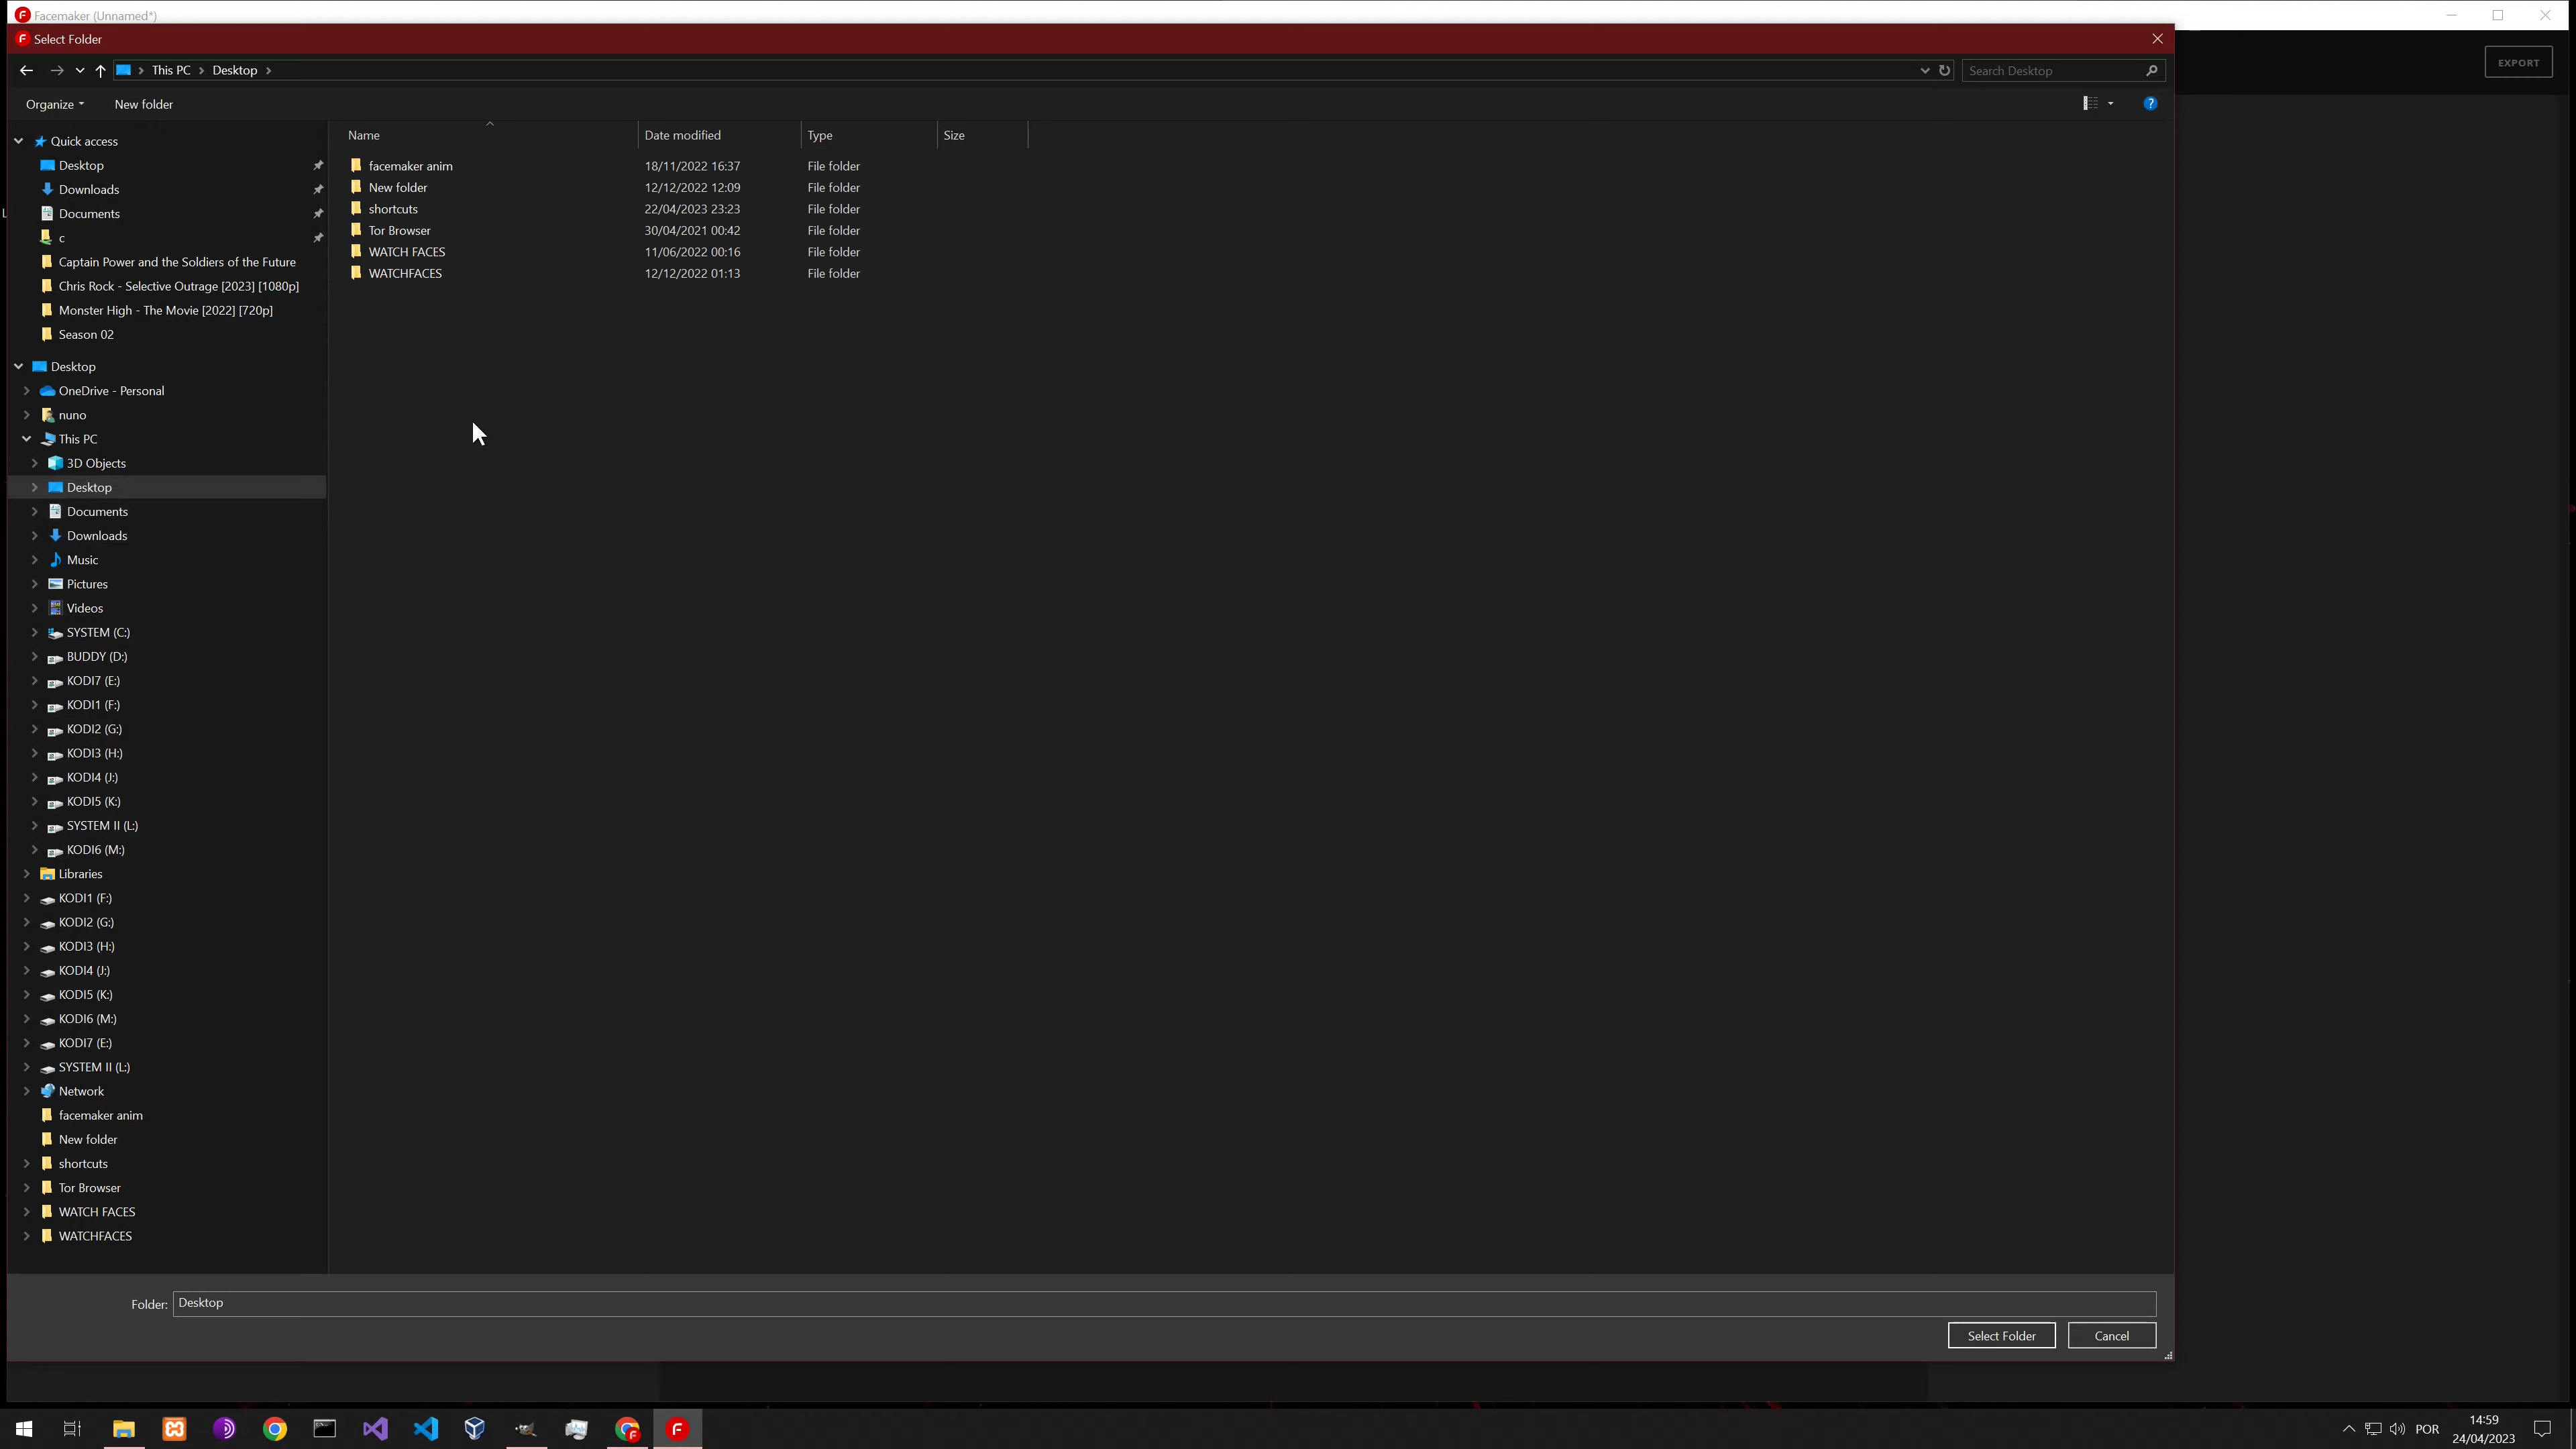 Facemaker (Unnamed*)
Select Folder
This PC > Desktop >
Search Desktop
EXPORT
Organize
New folder
Name
Date modified
Type
Size
Quick access
Desktop
Downloads
Documents
c
Captain Power and the Soldiers of the Future
Chris Rock - Selective Outrage [2023] [1080p]
Monster High - The Movie [2022] [720p]
Season 02
Desktop
OneDrive - Personal
nuno
This PC
3D Objects
Desktop
Documents
Downloads
Music
Pictures
Videos
SYSTEM (C:)
BUDDY (D:)
KODI7 (E:)
KODI1 (F:)
KODI2 (G:)
KODI3 (H:)
KODI4 (J:)
KODI5 (K:)
SYSTEM II (L:)
KODI6 (M:)
Libraries
KODI1 (F:)
KODI2 (G:)
KODI3 (H:)
KODI4 (J:)
KODI5 (K:)
KODI6 (M:)
KODI7 (E:)
SYSTEM II (L:)
Network
facemaker anim
New folder
shortcuts
Tor Browser
WATCH FACES
WATCHFACES
facemaker anim 18/11/2022 16:37 File folder
New folder 12/12/2022 12:09 File folder
shortcuts 22/04/2023 23:23 File folder
Tor Browser 30/04/2021 00:42 File folder
WATCH FACES 11/06/2022 00:16 File folder
WATCHFACES 12/12/2022 01:13 File folder
Folder: Desktop
Select Folder
Cancel
POR
14:59
24/04/2023